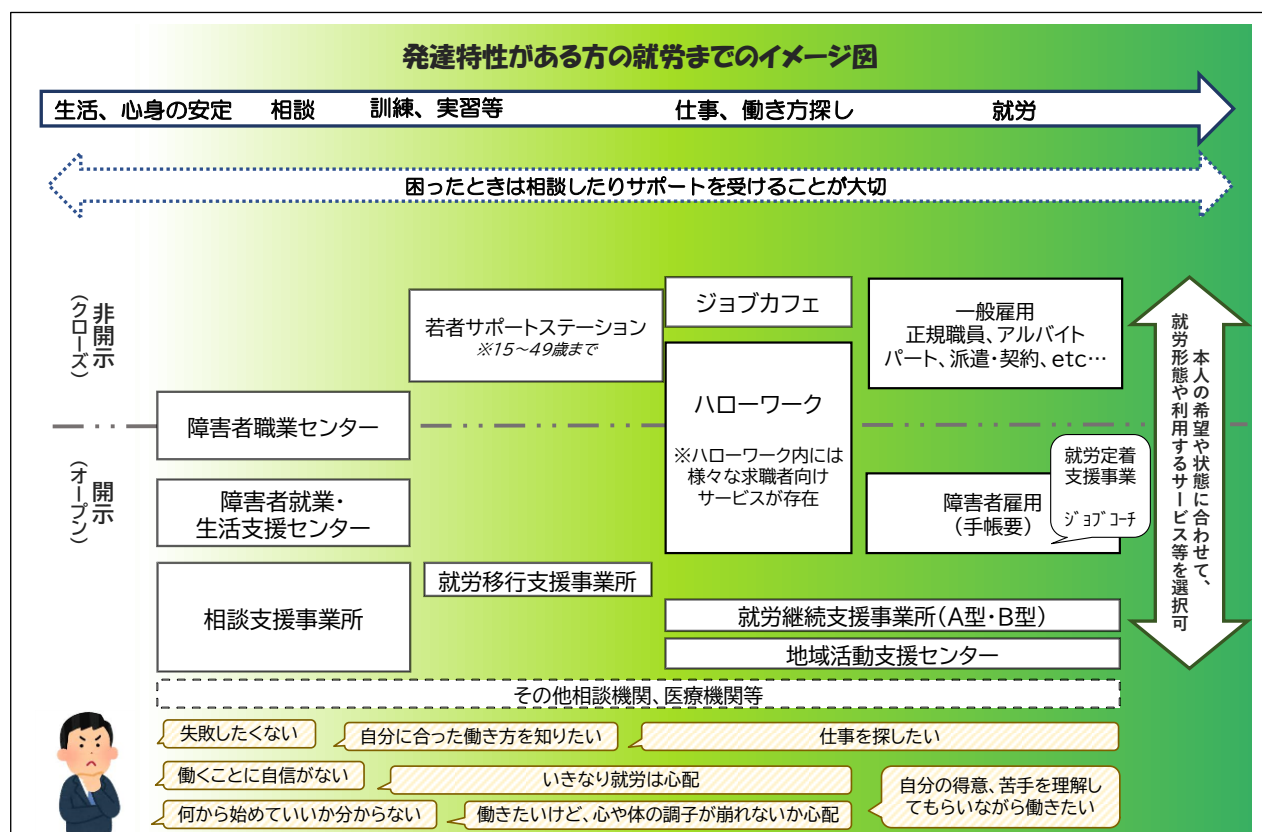 発達特性がある方の就労までのイメージ図
生活、心身の安定 相談 訓練、実習等 仕事、働き方探し 就労
困ったときは相談したりサポートを受けることが大切
非開示
(クローズ)
開示
(オープン)
若者サポートステーション
※15～49歳まで
ジョブカフェ
一般雇用
正規職員、アルバイト
パート、派遣・契約、etc…
障害者職業センター
ハローワーク
※ハローワーク内には
様々な求職者向け
サービスが存在
障害者就業・
生活支援センター
障害者雇用
(手帳要)
就労定着
支援事業
ｼﾞｮﾌﾞｺｰﾁ
相談支援事業所
就労移行支援事業所
就労継続支援事業所(A型・B型)
地域活動支援センター
その他相談機関、医療機関等
本人の希望や状態に合わせて、
就労形態や利用するサービス等を選択可
失敗したくない
自分に合った働き方を知りたい
仕事を探したい
働くことに自信がない
いきなり就労は心配
自分の得意、苦手を理解し
てもらいながら働きたい
何から始めていいか分からない
働きたいけど、心や体の調子が崩れないか心配